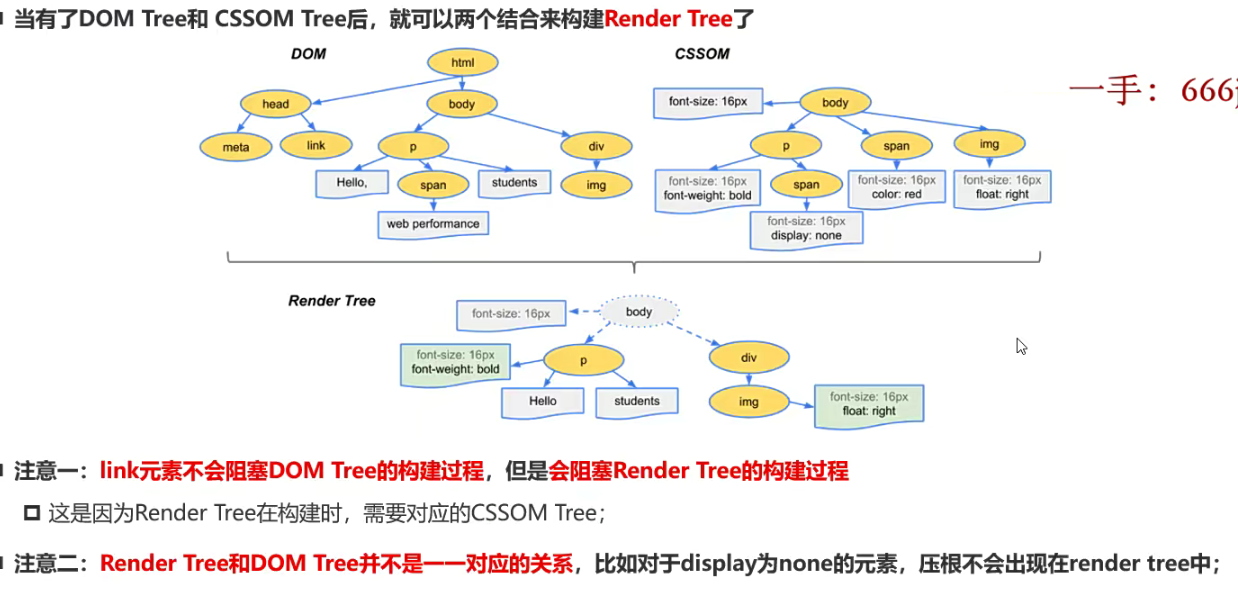 当有了DOM Tree和 CSSOM Tree后，就可以两个结合来构建Render Tree了
DOM
CSSOM
html
head
body
meta
link
p
div
Hello,
span
students
img
web performance
font-size: 16px
body
p
span
img
font-size: 16px
font-weight: bold
span
font-size: 16px
color: red
font-size: 16px
float: right
font-size: 16px
display: none
一手：666
Render Tree
font-size: 16px
body
font-size: 16px
font-weight: bold
p
div
Hello
students
img
font-size: 16px
float: right
注意一：link元素不会阻塞DOM Tree的构建过程，但是会阻塞Render Tree的构建过程
这是因为Render Tree在构建时，需要对应的CSSOM Tree；
注意二：Render Tree和DOM Tree并不是一一对应的关系，比如对于display为none的元素，压根不会出现在render tree中；